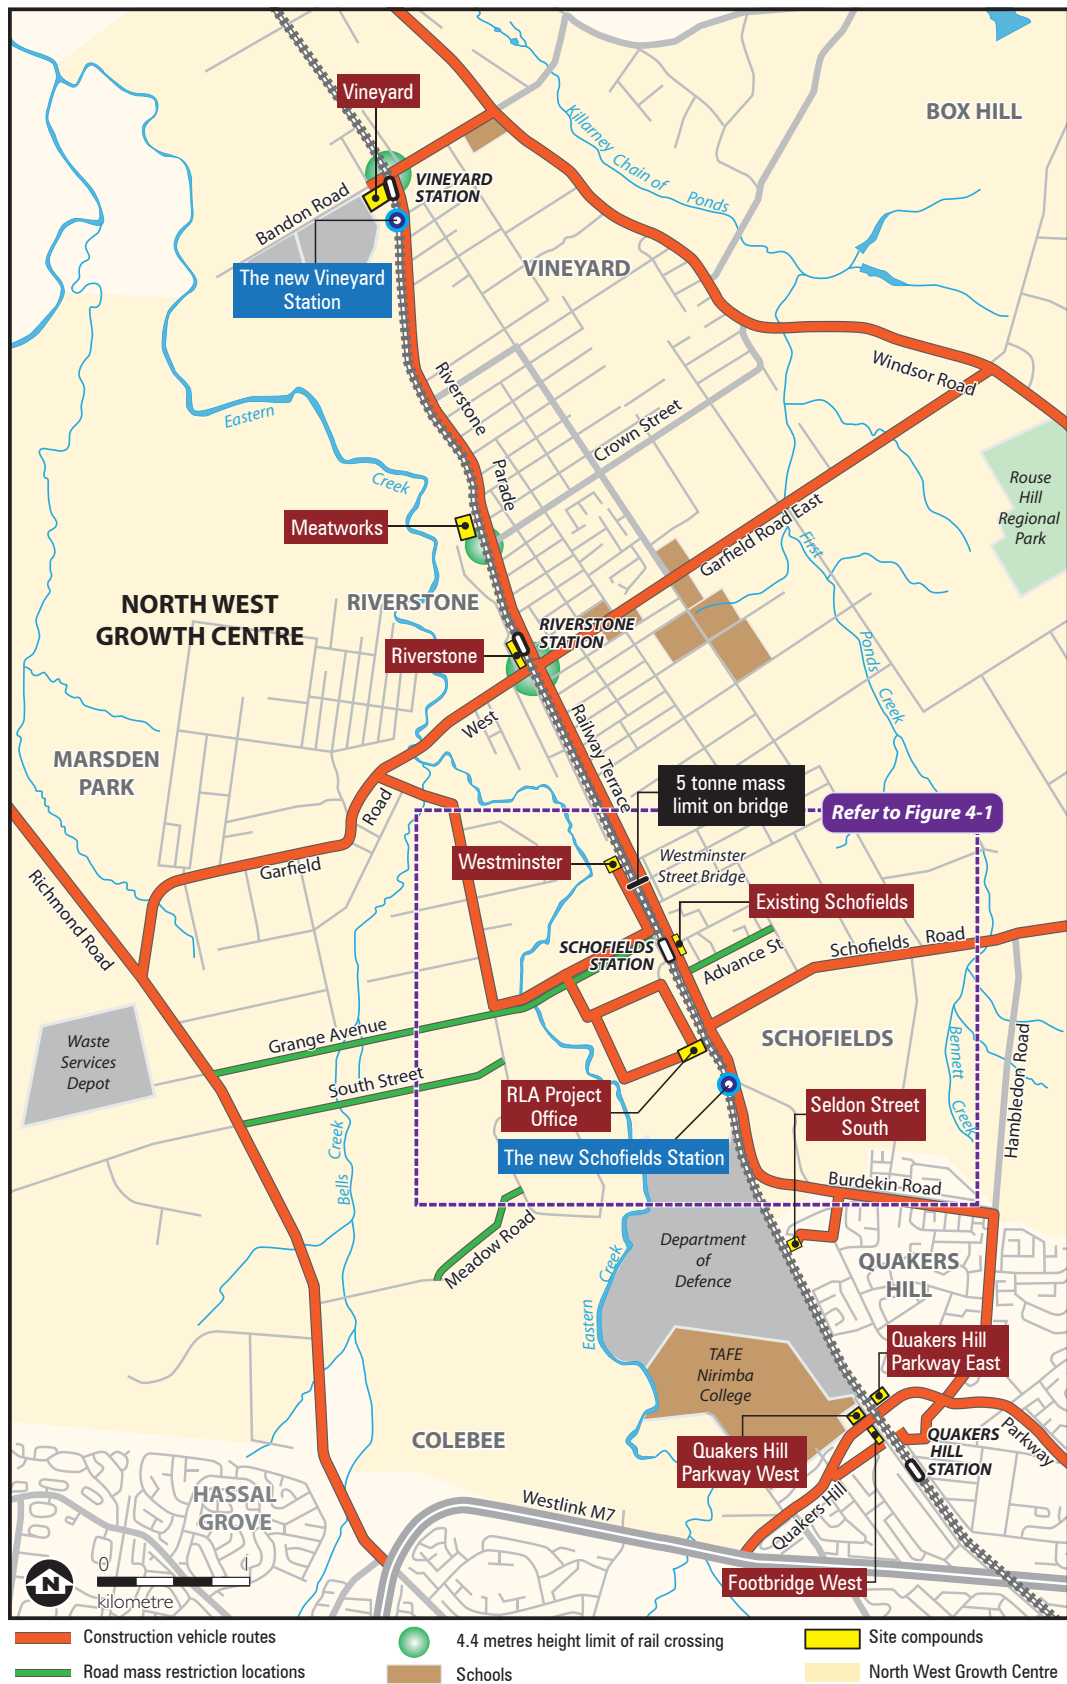 Vineyard
BOX HILL
Killarney Chain of Ponds
VINEYARD
STATION
Bandon Road
VINEYARD
The new Vineyard
Station
Windsor Road
Riverstone
Parade
Crown Street
Eastern
Creek
Rouse
Hill
Regional
Park
Meatworks
Garfield Road East
First
Ponds
Creek
NORTH WEST
GROWTH CENTRE
RIVERSTONE
RIVERSTONE
STATION
Riverstone
West
Railway Terrace
MARSDEN
PARK
5 tonne mass
limit on bridge
Refer to Figure 4-1
Road
Garfield
Westminster
Westminster
Street Bridge
Richmond Road
Existing Schofields
SCHOFIELDS
STATION
Advance St
Schofields Road
Waste
Services
Depot
Grange Avenue
SCHOFIELDS
Bennett
Creek
Hambledon Road
South Street
RLA Project
Office
Seldon Street
South
The new Schofields Station
Bells Creek
Burdekin Road
Meadow Road
Department
of
Defence
QUAKERS
HILL
Eastern Creek
TAFE
Nirimba
College
Quakers Hill
Parkway East
COLEBEE
Quakers Hill
Parkway West
QUAKERS
HILL
STATION
Parkway
HASSAL
GROVE
Westlink M7
Quakers Hill
Footbridge West
N
0 1
kilometre
Construction vehicle routes
4.4 metres height limit of rail crossing
Site compounds
Road mass restriction locations
Schools
North West Growth Centre